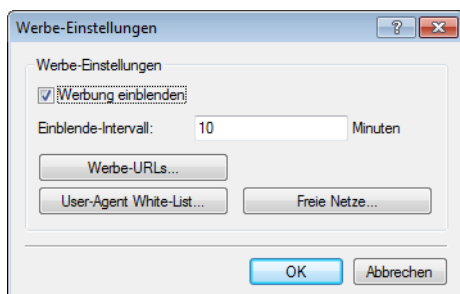 Werbe-Einstellungen
Werbe-Einstellungen
Werbung einblenden
Einblende-Intervall: 10 Minuten
Werbe-URLs...
User-Agent White-List... Freie Netze...
OK Abbrechen